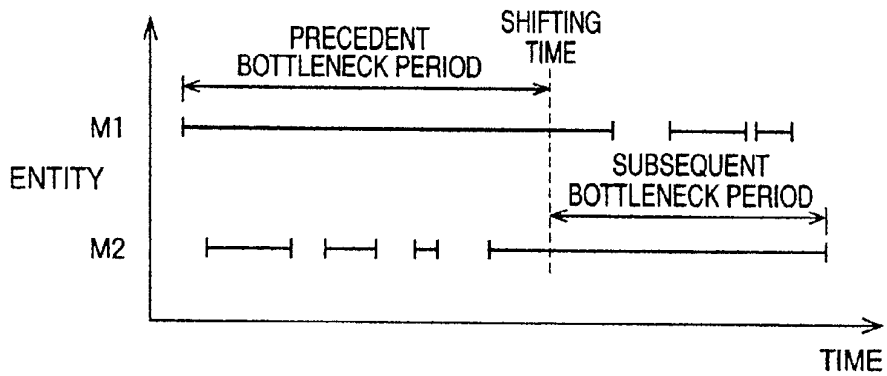 SHIFTING
TIME
PRECEDENT
BOTTLENECK PERIOD
M1
ENTITY
SUBSEQUENT
BOTTLENECK PERIOD
M2
TIME